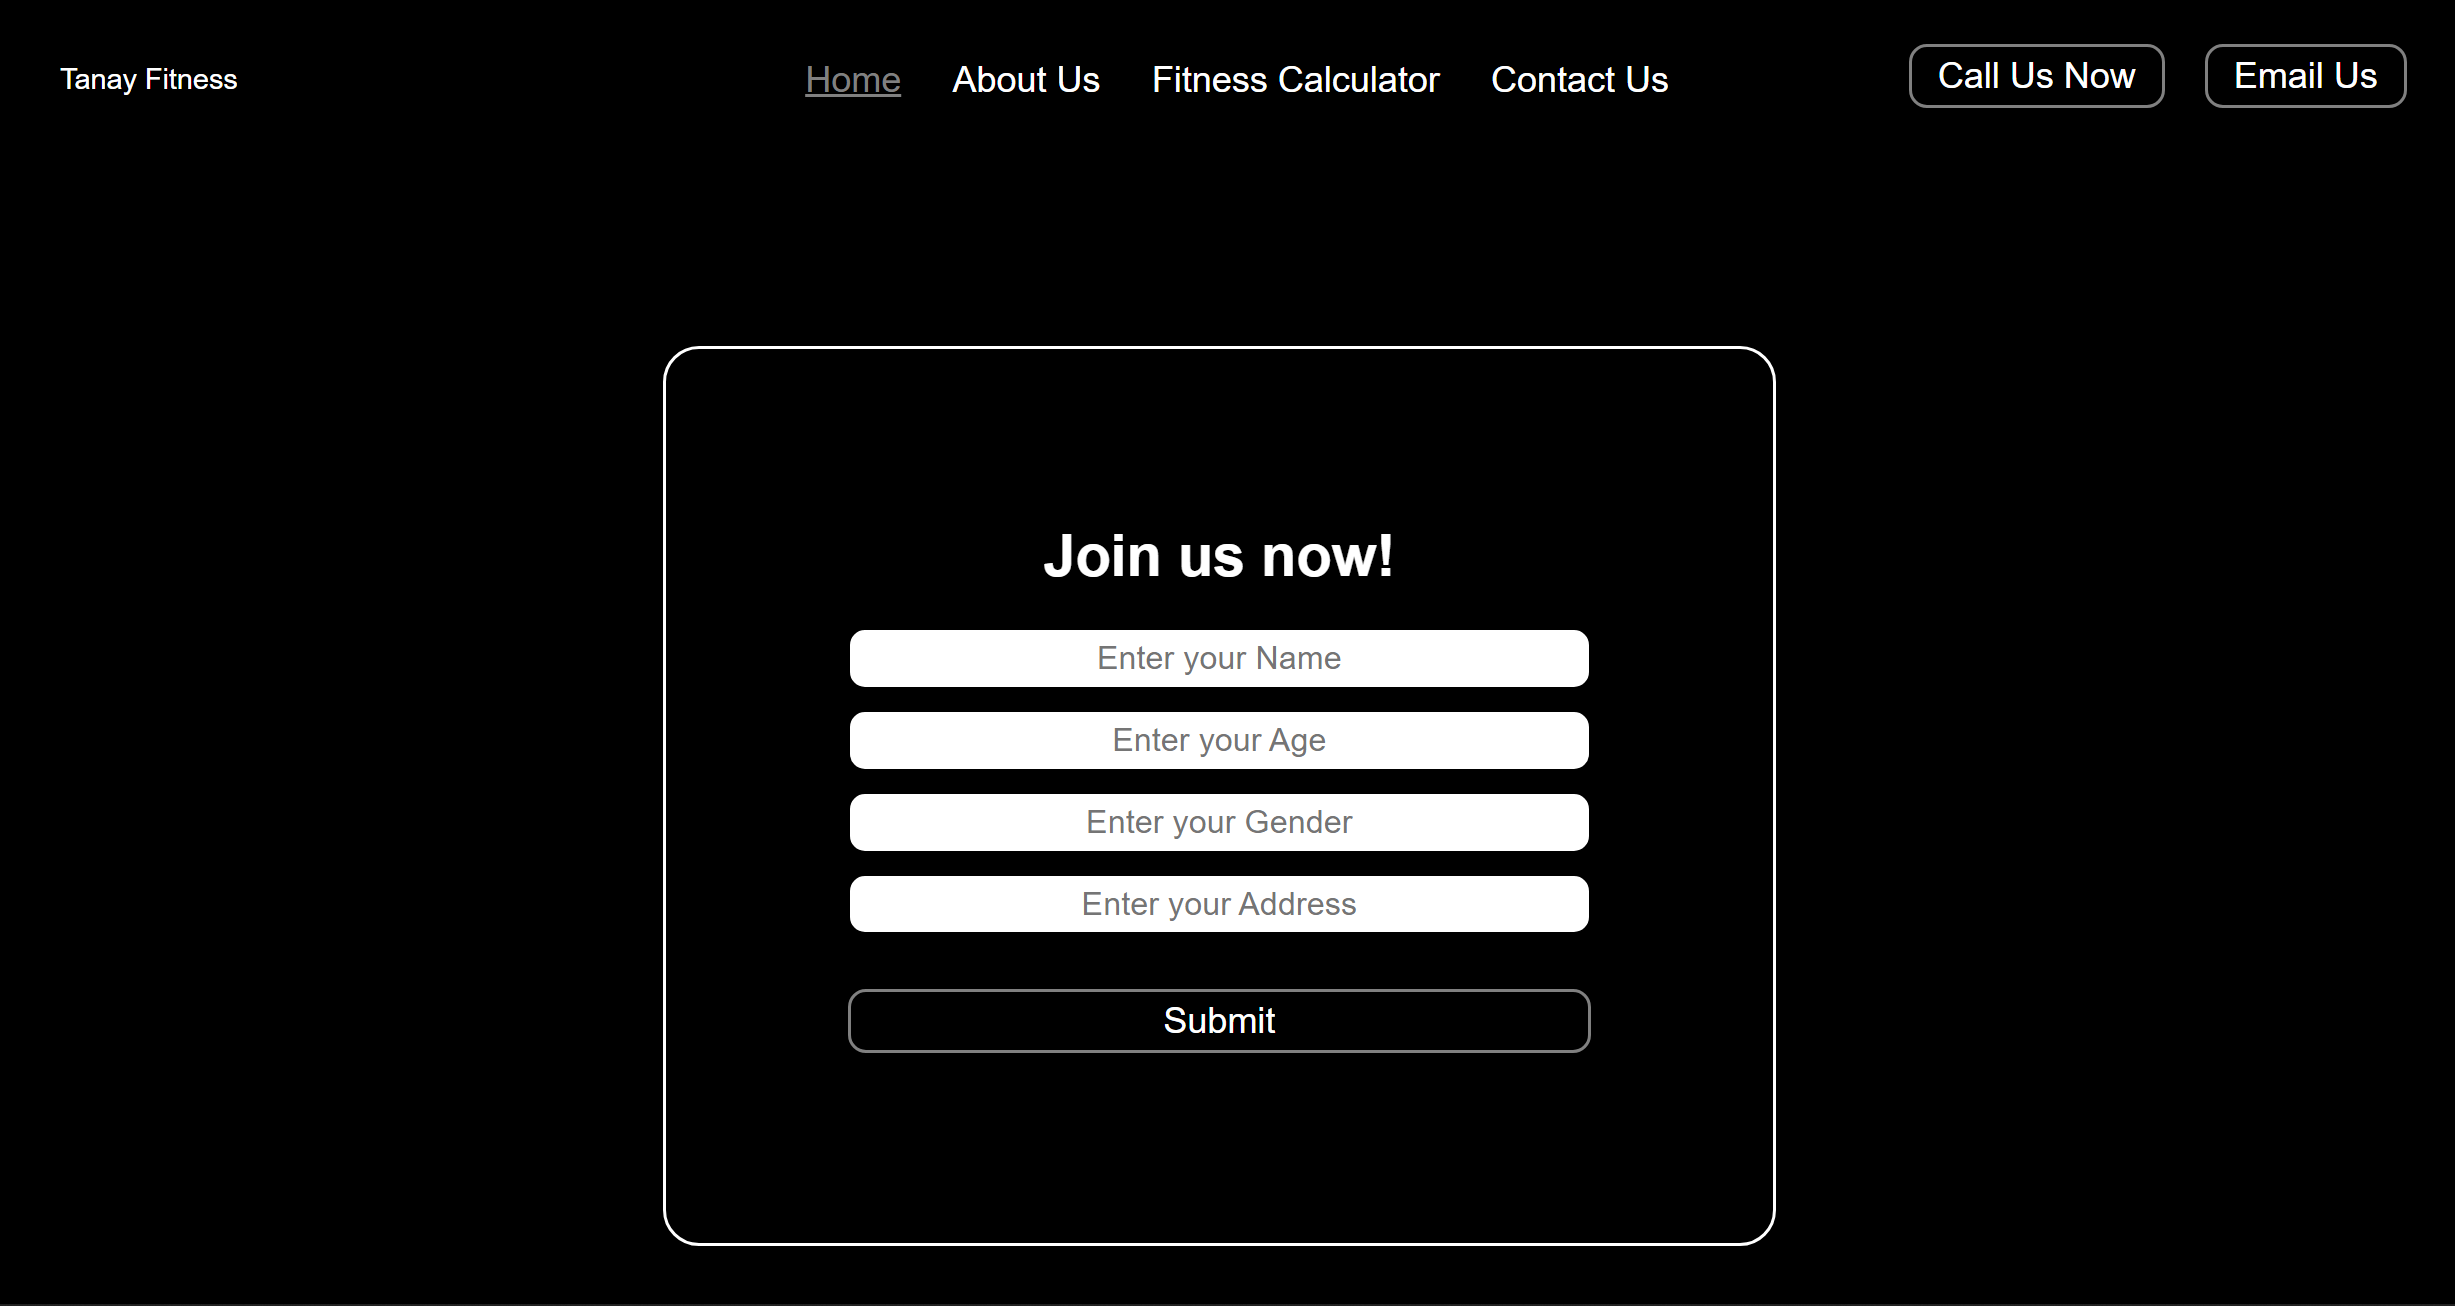 Tanay Fitness
Home About Us Fitness Calculator Contact Us
Call Us Now Email Us
Join us now!
Enter your Name
Enter your Age
Enter your Gender
Enter your Address
Submit